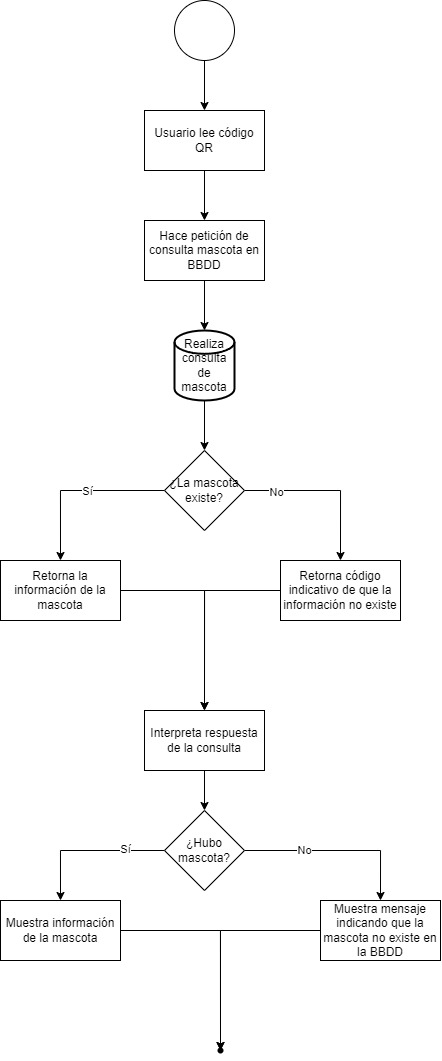 Usuario lee código
QR
Hace petición de
consulta mascota en
BBDD
Realiza
consulta
de
mascota
¿La mascota
existe?
Sí
No
Retorna la
información de la
mascota
Retorna código
indicativo de que la
información no existe
Interpreta respuesta
de la consulta
¿Hubo
mascota?
Sí
No
Muestra información
de la mascota
Muestra mensaje
indicando que la
mascota no existe en
la BBDD